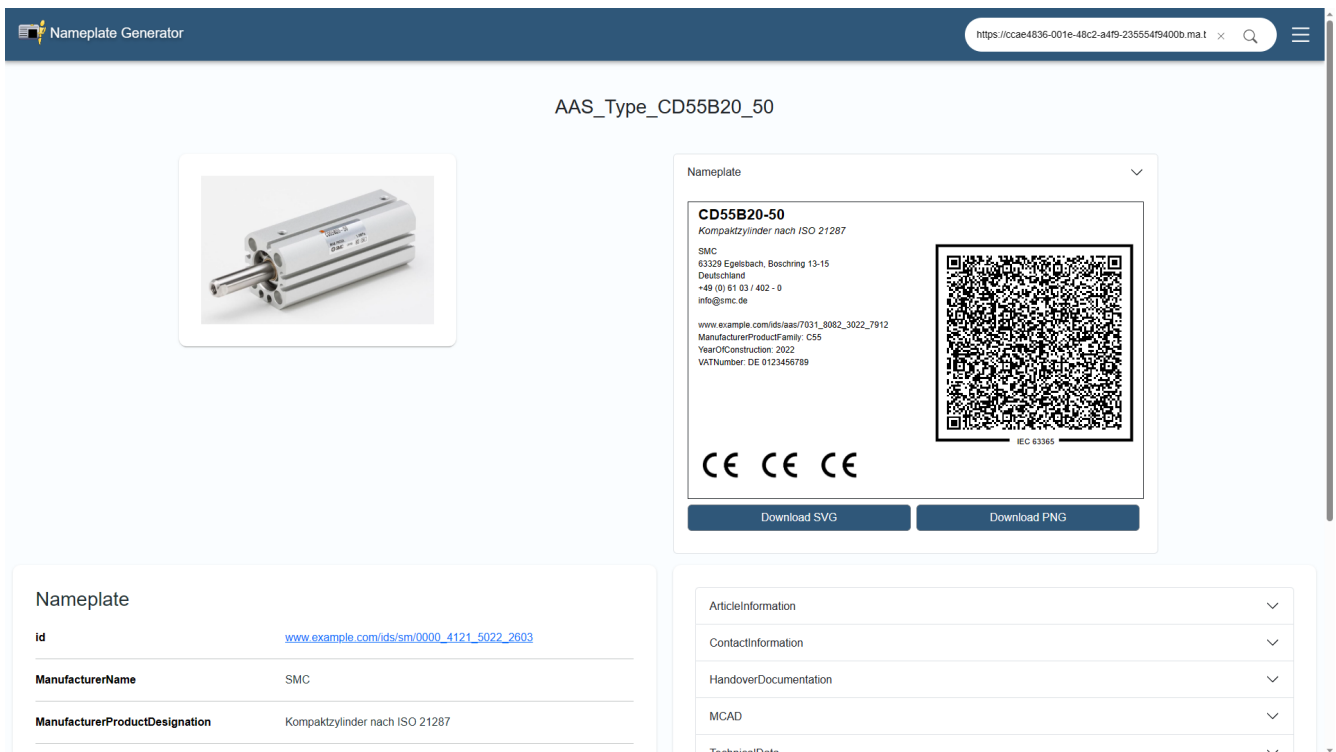 Nameplate Generator
https://ccae4836-001e-48c2-a4f9-235554f9400b.ma.t
AAS_Type_CD55B20_50
Nameplate
CD55B20-50
Kompaktzylinder nach ISO 21287
SMC
63329 Egelsbach, Boschring 13-15
Deutschland
+49 (0) 61 03 / 402 - 0
info@smc.de
www.example.com/ids/aas/7031_8082_3022_7912
ManufacturerProductFamily: C55
YearOfConstruction: 2022
VATNumber: DE 0123456789
IEC 63365
CE CE CE
Download SVG
Download PNG
Nameplate
id
www.example.com/ids/sm/0000_4121_5022_2603
ManufacturerName
SMC
ManufacturerProductDesignation
Kompaktzylinder nach ISO 21287
ArticleInformation
ContactInformation
HandoverDocumentation
MCAD
TechnicalData